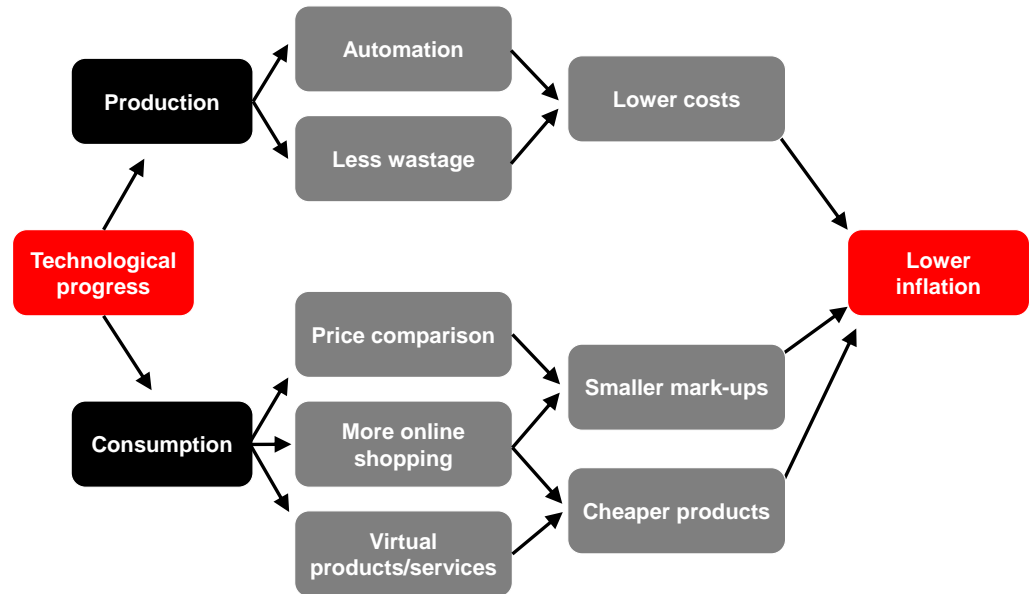 Automation
Production
Lower costs
Less wastage
Technological
progress
Lower
inflation
Price comparison
Smaller mark-ups
Consumption
More online
shopping
Cheaper products
Virtual
products/services